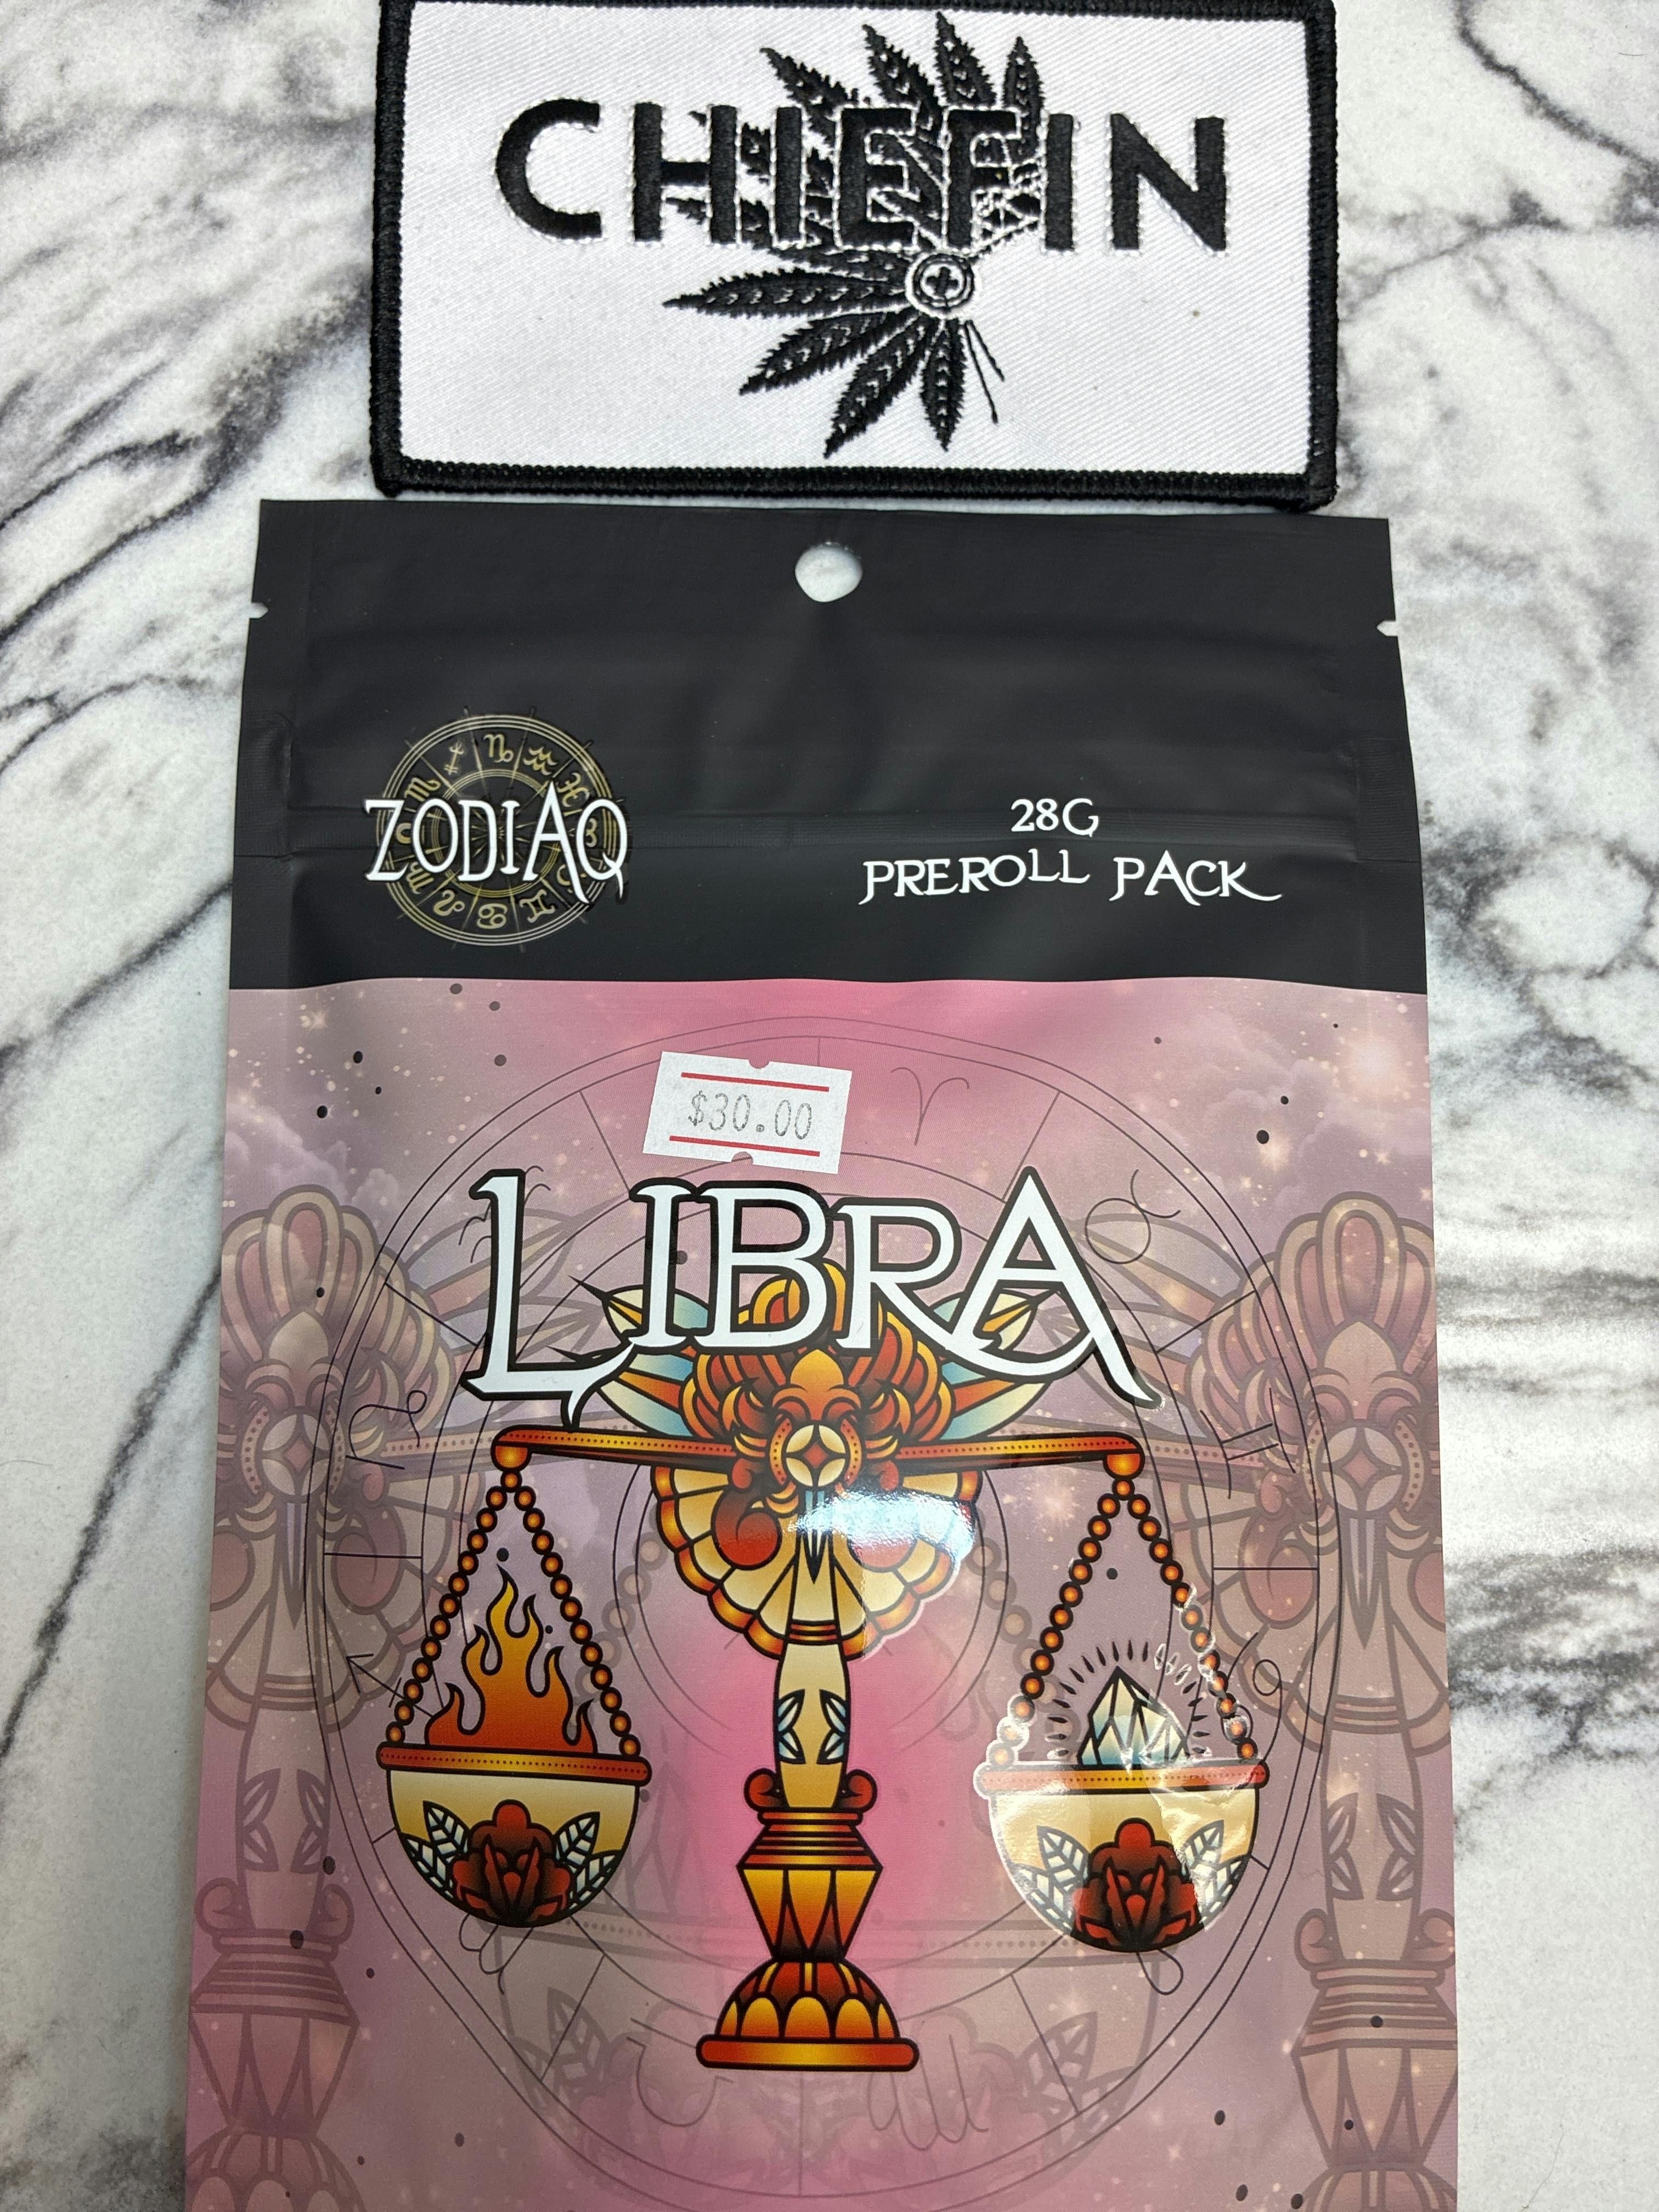 CHIEFIN
ZODIAQ
28G
PREROLL PACK
$30.00
LIBRA